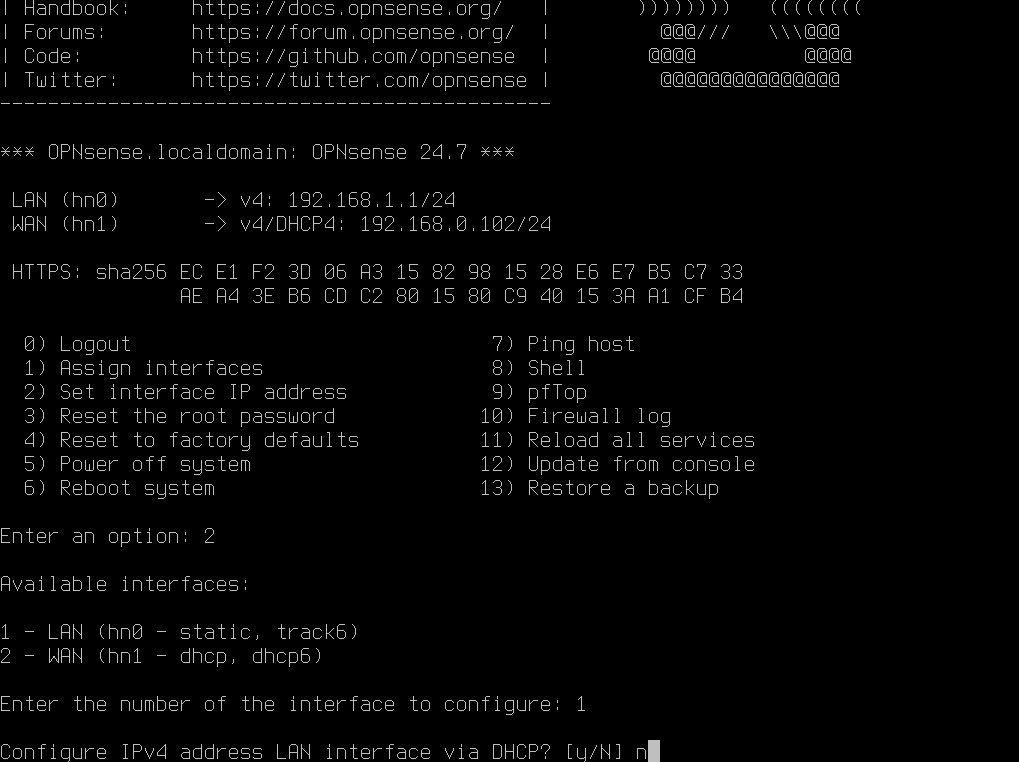 | Handbook:       https://docs.opnsense.org/   |        ))))))))   ((((((((
| Forums:         https://forum.opnsense.org/  |         @@@///   \\\@@@
| Code:           https://github.com/opnsense  |        @@@@         @@@@
| Twitter:        https://twitter.com/opnsense |         @@@@@@@@@@@@@@@
----------------------------------------------
*** OPNsense.localdomain: OPNsense 24.7 ***
LAN (hn0)       -> v4: 192.168.1.1/24
WAN (hn1)       -> v4/DHCP4: 192.168.0.102/24
HTTPS: sha256 EC E1 F2 3D 06 A3 15 82 98 15 28 E6 E7 B5 C7 33
AE A4 3E B6 CD C2 80 15 80 C9 40 15 3A A1 CF B4
0) Logout                              7) Ping host
1) Assign interfaces                   8) Shell
2) Set interface IP address            9) pfTop
3) Reset the root password            10) Firewall log
4) Reset to factory defaults          11) Reload all services
5) Power off system                   12) Update from console
6) Reboot system                      13) Restore a backup
Enter an option: 2
Available interfaces:
1 - LAN (hn0 - static, track6)
2 - WAN (hn1 - dhcp, dhcp6)
Enter the number of the interface to configure: 1
Configure IPv4 address LAN interface via DHCP? [y/N] n